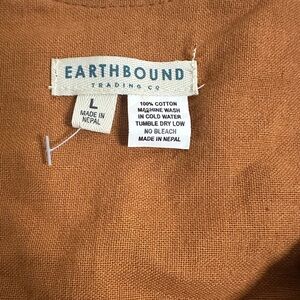 EARTHBOUND
TRADING CO
L
MADE IN
NEPAL
100% COTTON
MACHINE WASH
IN COLD WATER
TUMBLE DRY LOW
NO BLEACH
MADE IN NEPAL